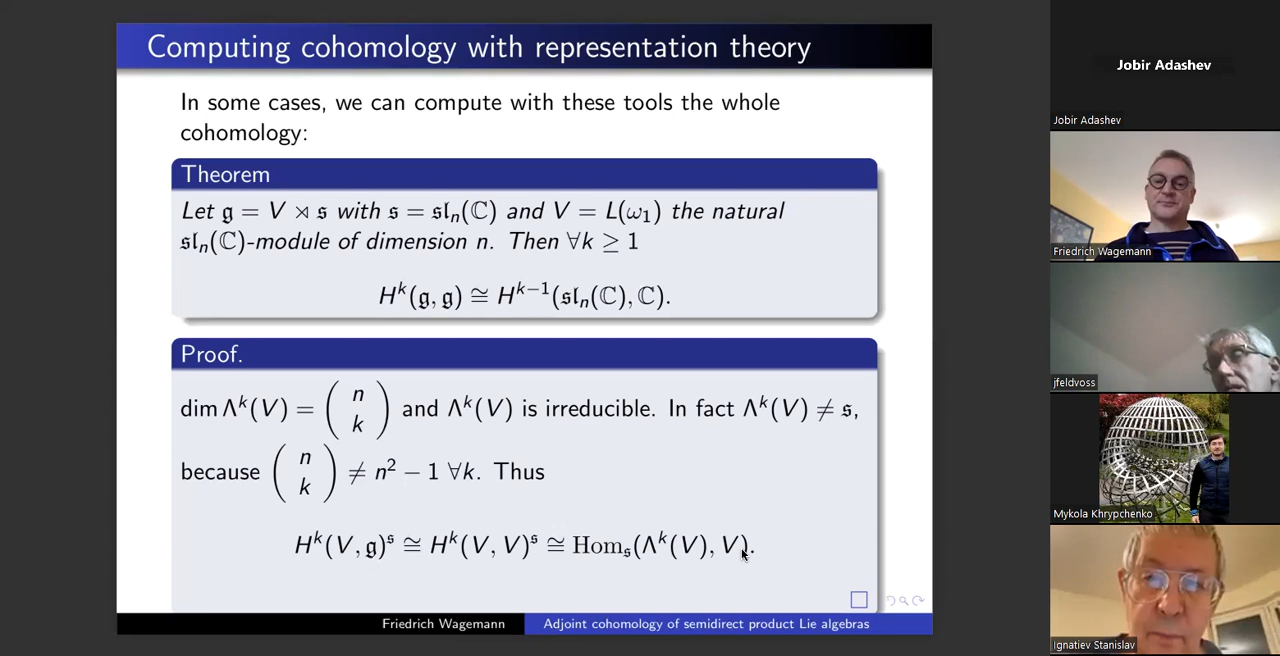 Computing cohomology with representation theory
In some cases, we can compute with these tools the whole
cohomology:
Theorem
Let 𝔤 = V ⋊ 𝔰 with 𝔰 = 𝔰𝔩ₙ(ℂ) and V = L(ω₁) the natural
𝔰𝔩ₙ(ℂ)-module of dimension n. Then ∀k ≥ 1
Hᵏ(𝔤, 𝔤) ≅ Hᵏ⁻¹(𝔰𝔩ₙ(ℂ), ℂ).
Proof.
dim Λᵏ(V) = (n k) and Λᵏ(V) is irreducible. In fact Λᵏ(V) ≠ 𝔰,
because (n k) ≠ n² − 1 ∀k. Thus
Hᵏ(V, 𝔤)^𝔰 ≅ Hᵏ(V, V)^𝔰 ≅ Hom_𝔰(Λᵏ(V), V).
Friedrich Wagemann
Adjoint cohomology of semidirect product Lie algebras
Jobir Adashev
Jobir Adashev
Friedrich Wagemann
jfeldvoss
Mykola Khrypchenko
Ignatiev Stanislav